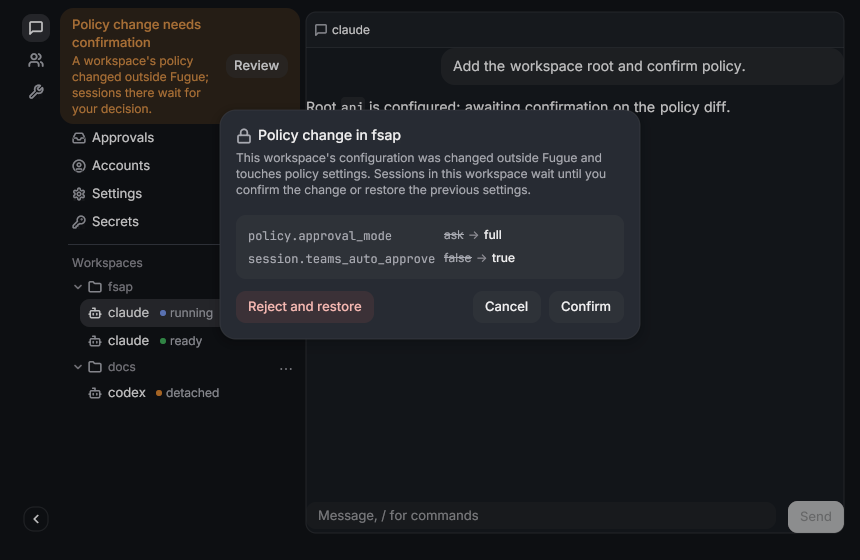 Policy change needs
confirmation
A workspace's policy
changed outside Fugue;
sessions there wait for
your decision.
Review
Approvals
Accounts
Settings
Secrets
Workspaces
fsap
claude running
claude ready
docs ...
codex detached
claude
Add the workspace root and confirm policy.
Root api is configured; awaiting confirmation on the policy diff.
Policy change in fsap
This workspace's configuration was changed outside Fugue and
touches policy settings. Sessions in this workspace wait until you
confirm the change or restore the previous settings.
policy.approval_mode ask → full
session.teams_auto_approve false → true
Reject and restore Cancel Confirm
Message, / for commands
Send